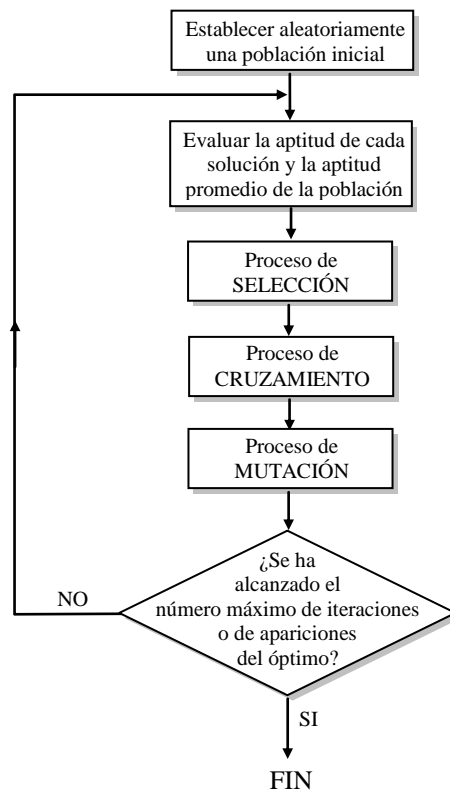 Establecer aleatoriamente
una población inicial
Evaluar la aptitud de cada
solución y la aptitud
promedio de la población
Proceso de
SELECCIÓN
Proceso de
CRUZAMIENTO
Proceso de
MUTACIÓN
¿Se ha
alcanzado el
número máximo de iteraciones
o de apariciones
del óptimo?
NO
SI
FIN